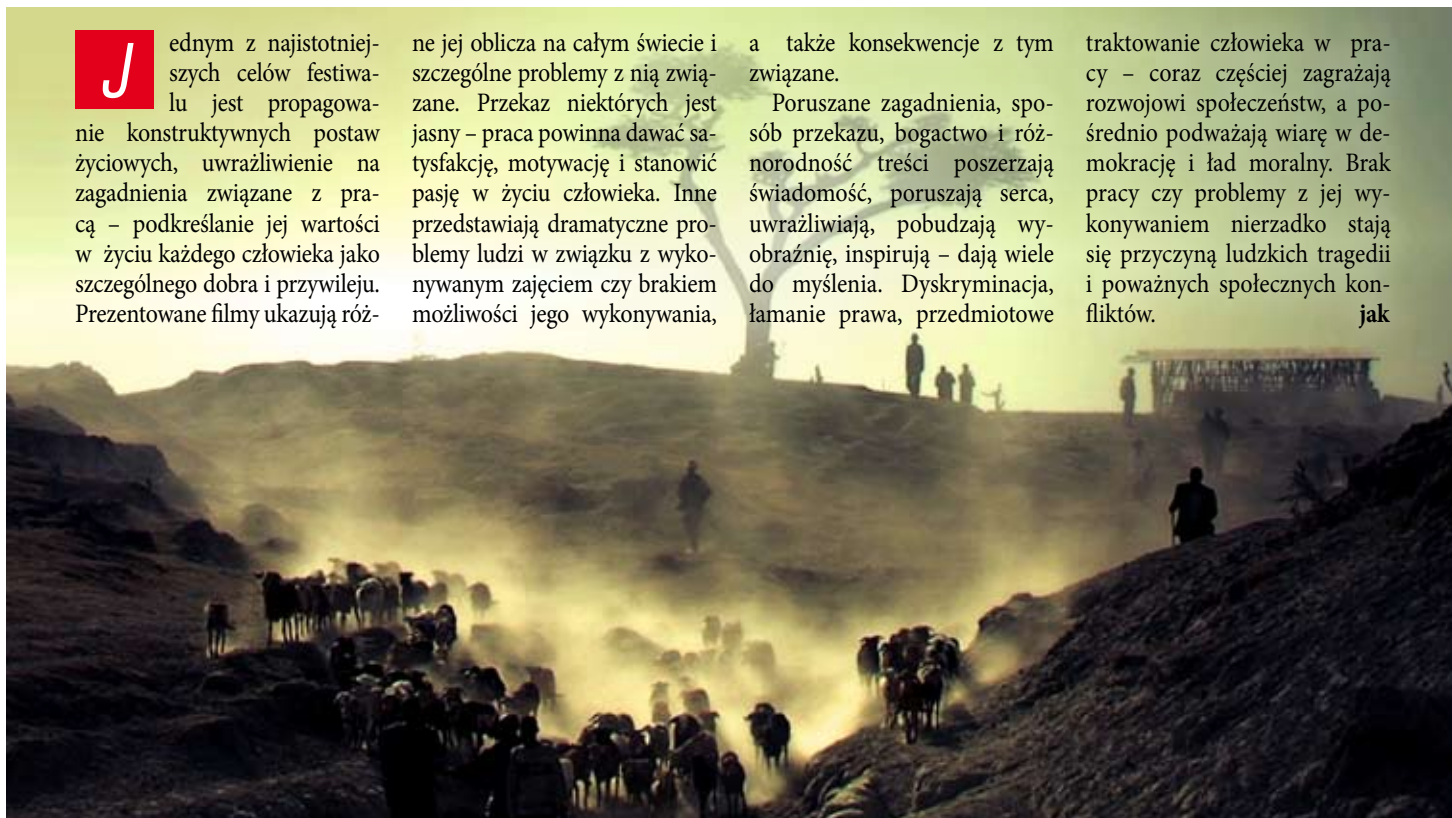 Jednym z najistotniej-
szych celów festiwa-
lu jest propagowa-
nie konstruktywnych postaw
życiowych, uwrażliwienie na
zagadnienia związane z pra-
cą – podkreślanie jej wartości
w życiu każdego człowieka jako
szczególnego dobra i przywileju.
Prezentowane filmy ukazują róż-
ne jej oblicza na całym świecie i
szczególne problemy z nią zwią-
zane. Przekaz niektórych jest
jasny – praca powinna dawać sa-
tysfakcję, motywację i stanowić
pasję w życiu człowieka. Inne
przedstawiają dramatyczne pro-
blemy ludzi w związku z wyko-
nywanym zajęciem czy brakiem
możliwości jego wykonywania,
a także konsekwencje z tym
związane.
Poruszane zagadnienia, spo-
sób przekazu, bogactwo i róż-
norodność treści poszerzają
świadomość, poruszają serca,
uwrażliwiają, pobudzają wy-
obraźnię, inspirują – dają wiele
do myślenia. Dyskryminacja,
łamanie prawa, przedmiotowe
traktowanie człowieka w pra-
cy – coraz częściej zagrażają
rozwojowi społeczeństw, a po-
średnio podważają wiarę w de-
mokrację i ład moralny. Brak
pracy czy problemy z jej wy-
konywaniem nierzadko stają
się przyczyną ludzkich tragedii
i poważnych społecznych kon-
fliktów. jak